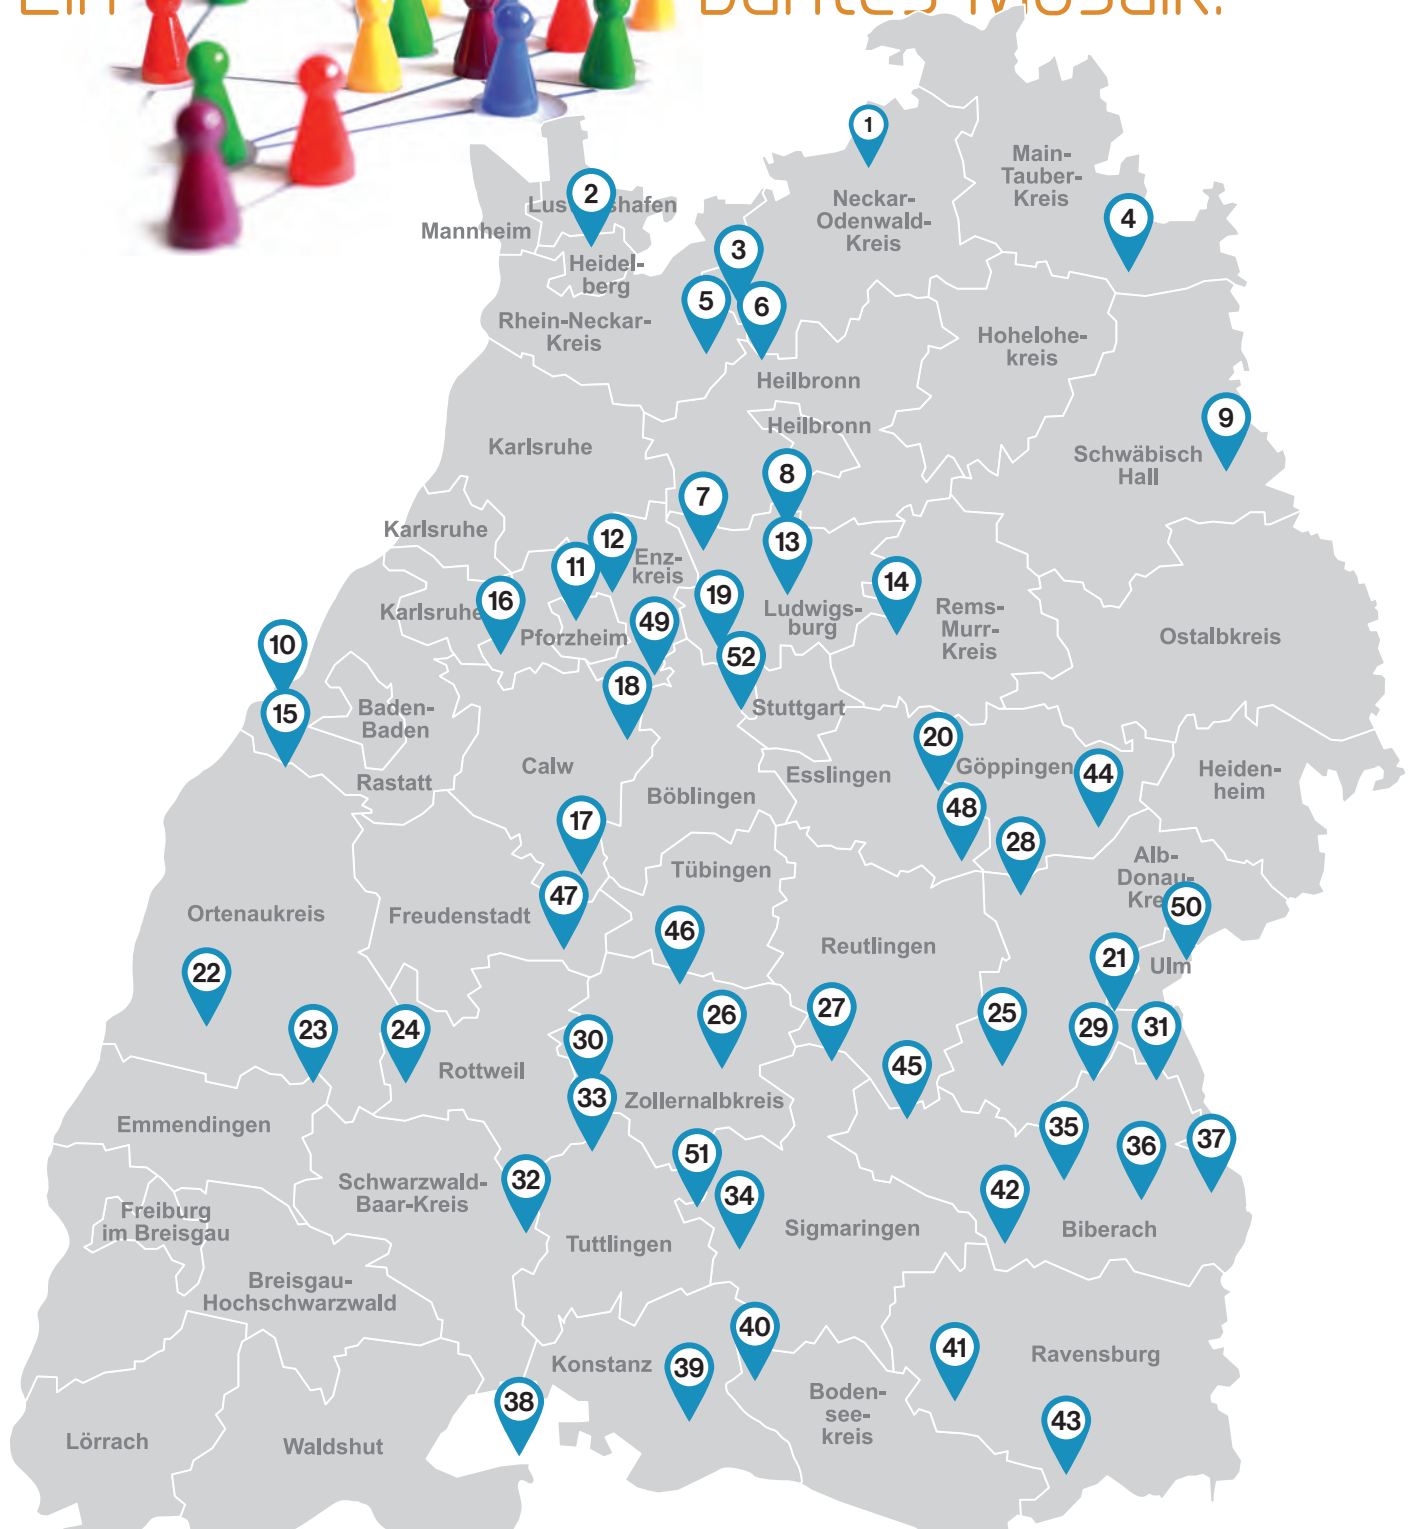 Ein
buntes Mosaik.
1
Main-
Tauber-
Kreis
2
Neckar-
Odenwald-
Kreis
4
Mannheim
3
Heidel-
berg
5
6
Rhein-Neckar-
Kreis
Hohelohe-
kreis
Heilbronn
9
Heilbronn
Karlsruhe
Schwäbisch
Hall
8
7
Karlsruhe
12
13
Enz-
kreis
11
14
19
16
Karlsruhe
Ludwigs-
burg
Rems-
Murr-
Kreis
49
Pforzheim
Ostalbkreis
10
52
18
15
Baden-
Baden
Stuttgart
20
Göppingen
44
Calw
Esslingen
Heiden-
heim
Rastatt
Böblingen
48
17
28
Alb-
Donau-
Tübingen
47
50
Ortenaukreis
Freudenstadt
46
Reutlingen
21
Ulm
22
27
26
25
23
24
30
29
31
Rottweil
45
33
Zollernalbkreis
Emmendingen
35
37
36
51
32
Schwarzwald-
Baar-Kreis
34
42
Freiburg
im Breisgau
Sigmaringen
Biberach
Tuttlingen
Breisgau-
Hochschwarzwald
40
41
Konstanz
39
Ravensburg
38
Boden-
see-
kreis
43
Lörrach
Waldshut